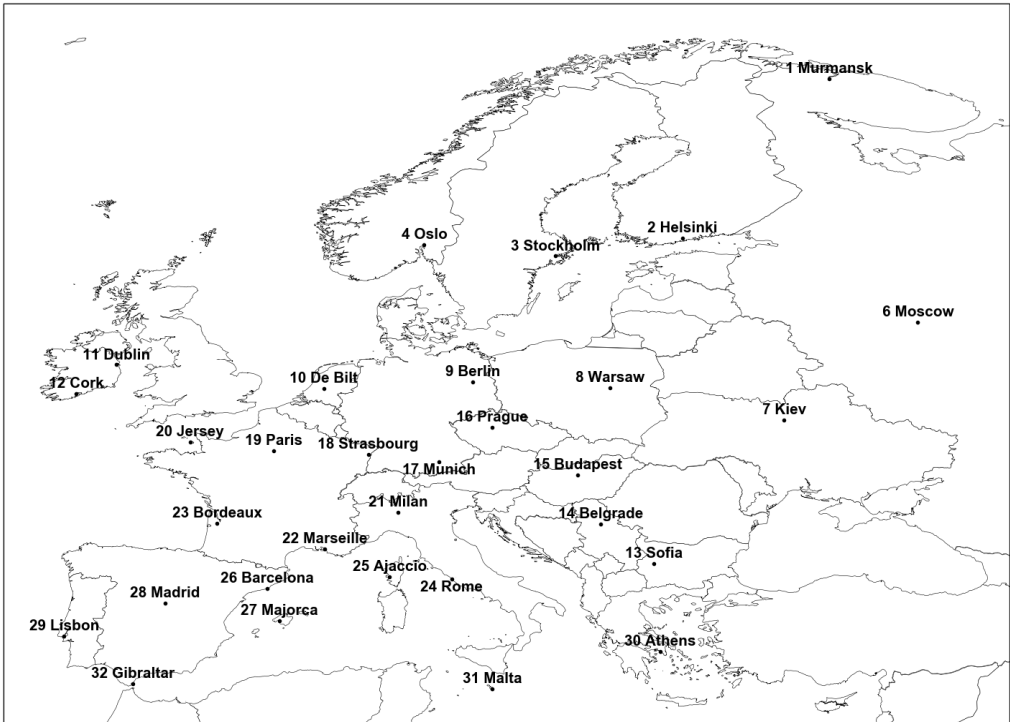 1 Murmansk
2 Helsinki
4 Oslo
3 Stockholm
6 Moscow
11 Dublin
9 Berlin
10 De Bilt
8 Warsaw
12 Cork
7 Kiev
16 Prague
20 Jersey
19 Paris
18 Strasbourg
17 Munich
15 Budapest
21 Milan
23 Bordeaux
14 Belgrade
22 Marseille
13 Sofia
25 Ajaccio
26 Barcelona
24 Rome
28 Madrid
27 Majorca
29 Lisbon
30 Athens
32 Gibraltar
31 Malta